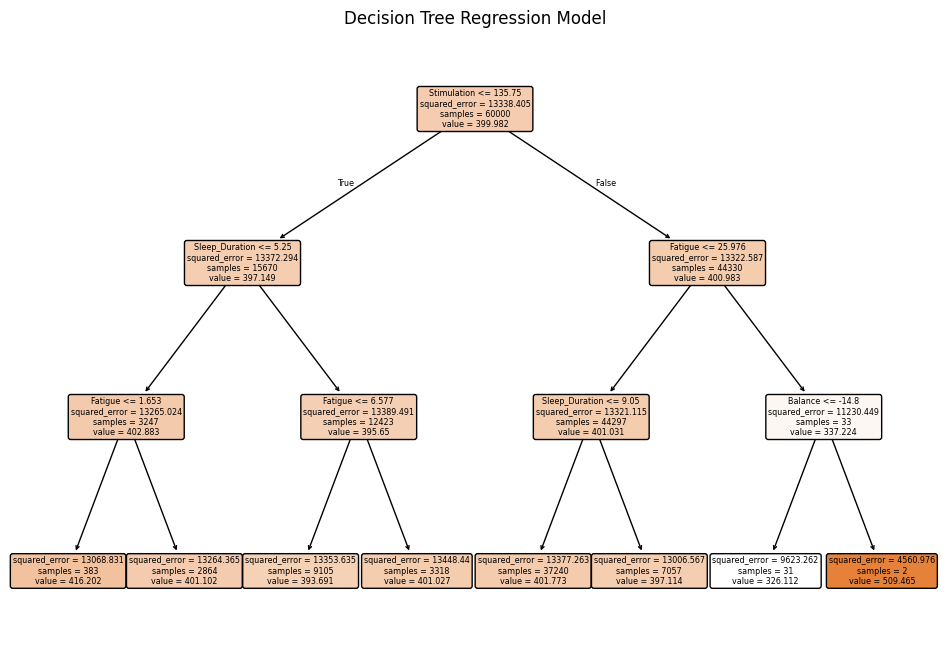 Decision Tree Regression Model
Stimulation <= 135.75
squared_error = 13338.405
samples = 60000
value = 399.982
True
False
Sleep_Duration <= 5.25
squared_error = 13372.294
samples = 15670
value = 397.149
Fatigue <= 25.976
squared_error = 13322.587
samples = 44330
value = 400.983
Fatigue <= 1.653
squared_error = 13265.024
samples = 3247
value = 402.883
Fatigue <= 6.577
squared_error = 13389.491
samples = 12423
value = 395.65
Sleep_Duration <= 9.05
squared_error = 13321.115
samples = 44297
value = 401.031
Balance <= -14.8
squared_error = 11230.449
samples = 33
value = 337.224
squared_error = 13068.831
samples = 383
value = 416.202
squared_error = 13264.365
samples = 2864
value = 401.102
squared_error = 13353.635
samples = 9105
value = 393.691
squared_error = 13448.44
samples = 3318
value = 401.027
squared_error = 13377.263
samples = 37240
value = 401.773
squared_error = 13006.567
samples = 7057
value = 397.114
squared_error = 9623.262
samples = 31
value = 326.112
squared_error = 4560.976
samples = 2
value = 509.465